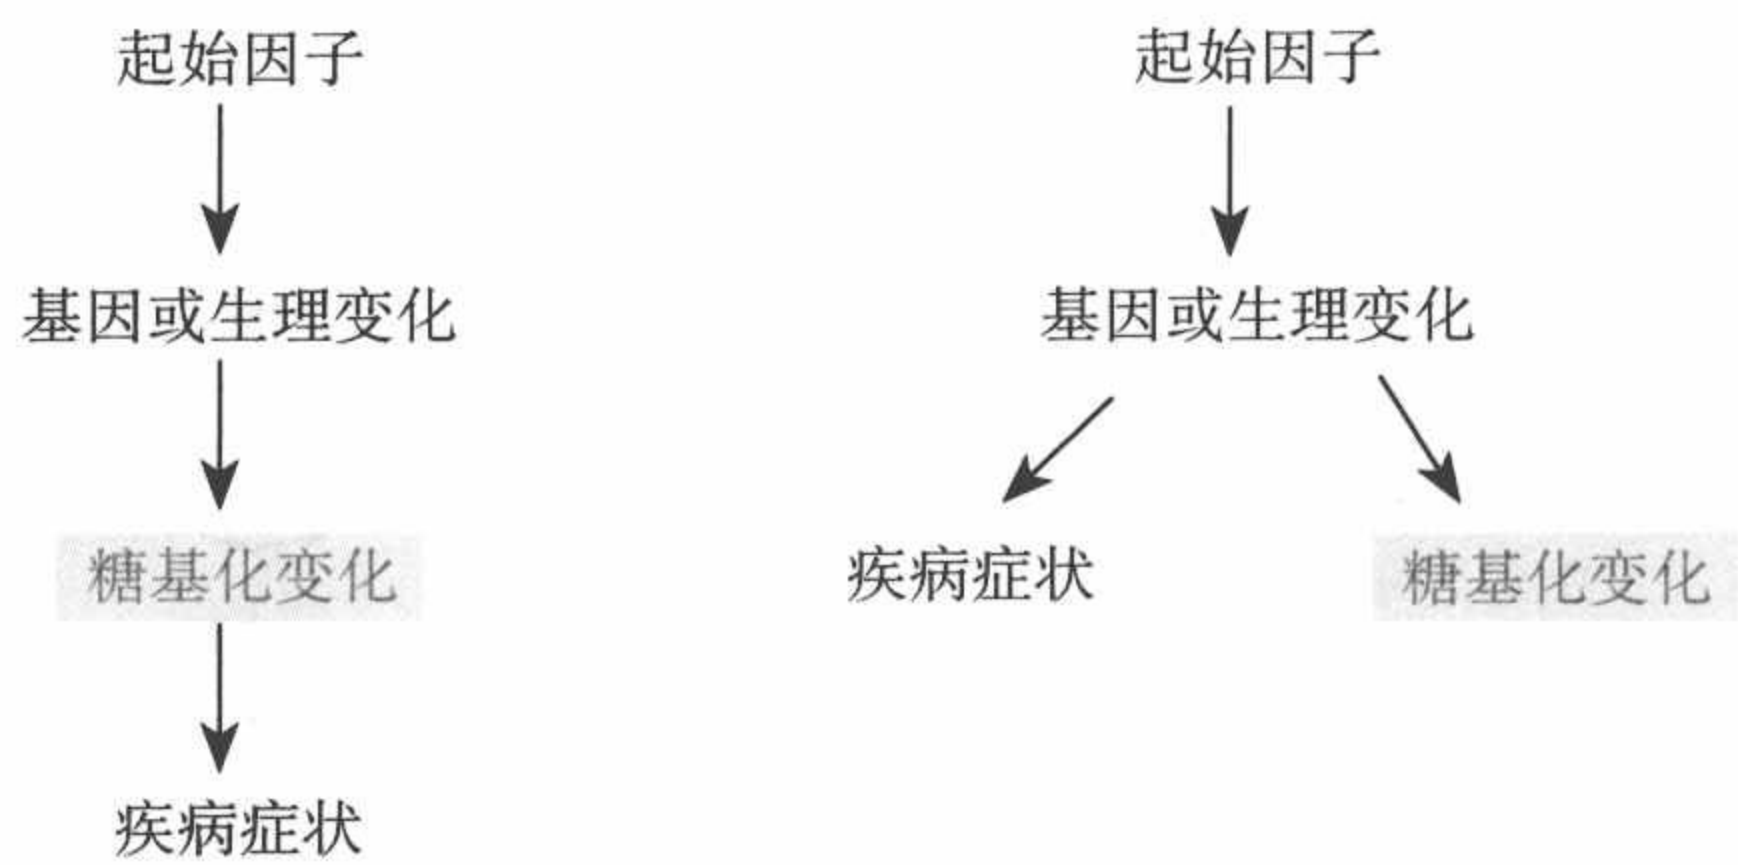 起始因子
基因或生理变化
糖基化变化
疾病症状
起始因子
基因或生理变化
疾病症状
糖基化变化